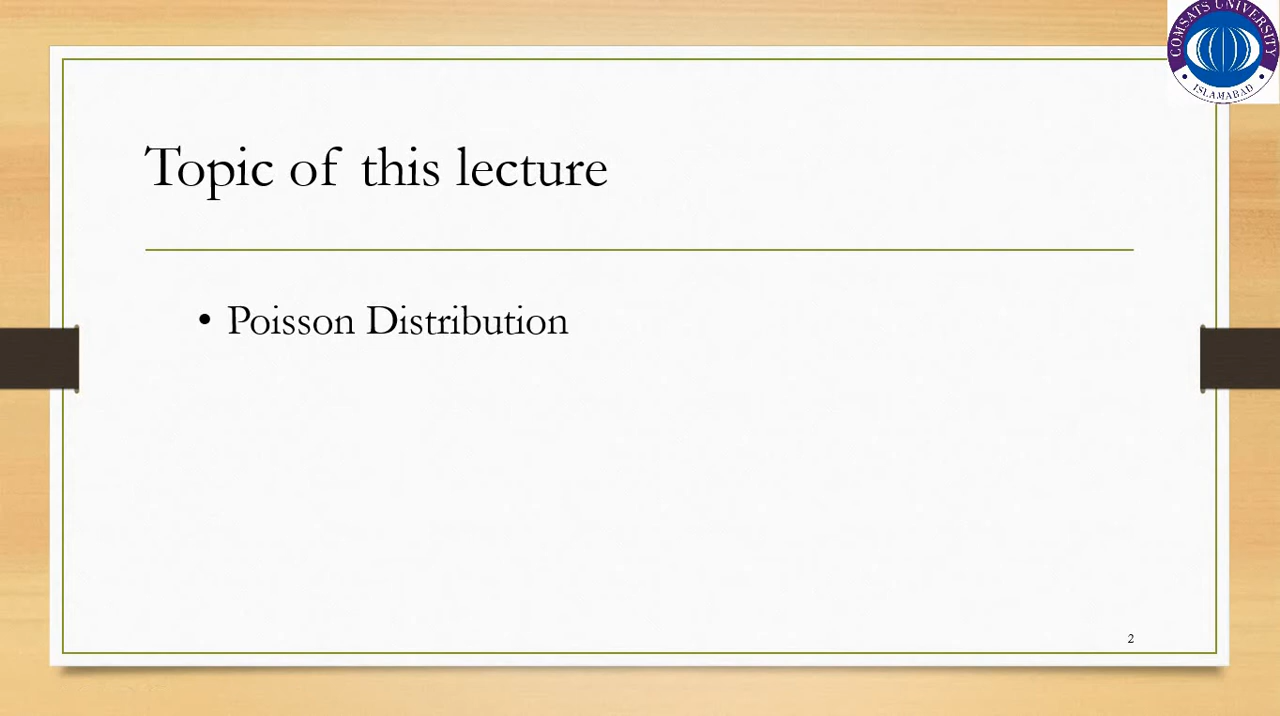 COMSATS UNIVERSITY
ISLAMABAD
Topic of this lecture
• Poisson Distribution
2